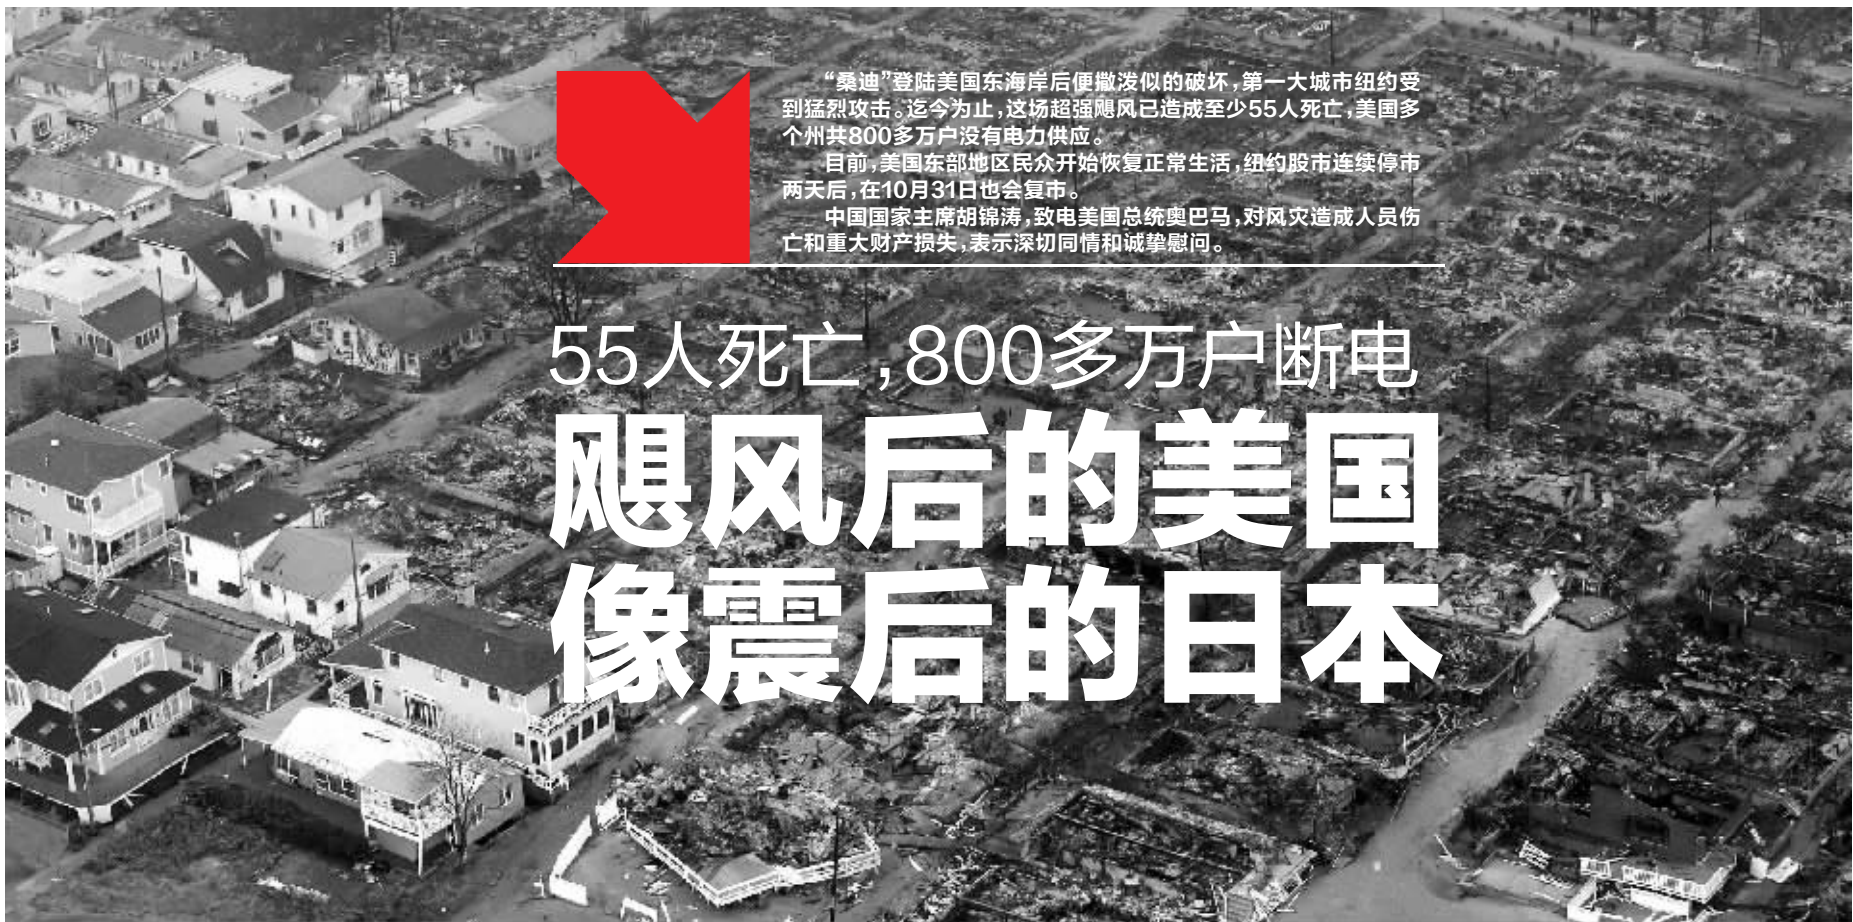 “桑迪”登陆美国东海岸后便撒泼似的破坏,第一大城市纽约受
到猛烈攻击。迄今为止,这场超强飓风已造成至少55人死亡,美国多
个州共800多万户没有电力供应。
目前,美国东部地区民众开始恢复正常生活,纽约股市连续停市
两天后,在10月31日也会复市。
中国国家主席胡锦涛,致电美国总统奥巴马,对风灾造成人员伤
亡和重大财产损失,表示深切同情和诚挚慰问。
55人死亡,800多万户断电
飓风后的美国
像震后的日本